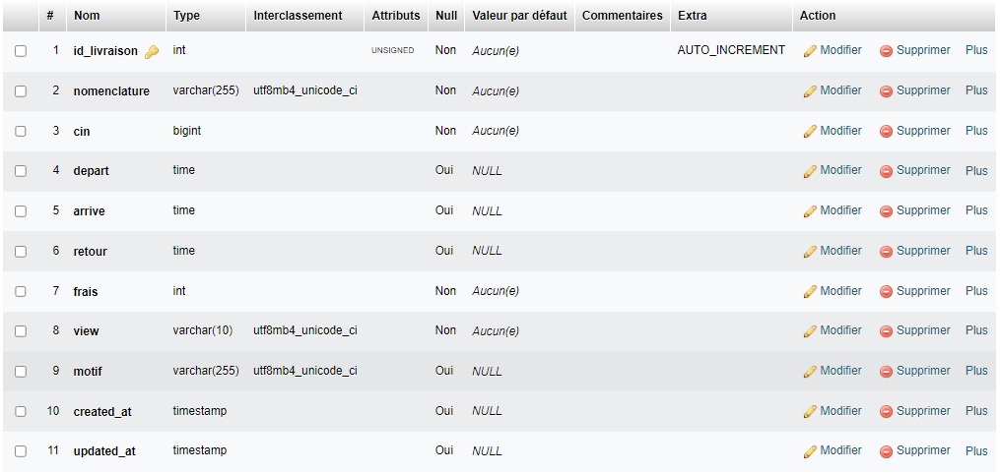 # Nom Type Interclassement Attributs Null Valeur par défaut Commentaires Extra Action
1 id_livraison int UNSIGNED Non Aucun(e) AUTO_INCREMENT Modifier Supprimer Plus
2 nomenclature varchar(255) utf8mb4_unicode_ci Non Aucun(e) Modifier Supprimer Plus
3 cin bigint Non Aucun(e) Modifier Supprimer Plus
4 depart time Oui NULL Modifier Supprimer Plus
5 arrive time Oui NULL Modifier Supprimer Plus
6 retour time Oui NULL Modifier Supprimer Plus
7 frais int Non Aucun(e) Modifier Supprimer Plus
8 view varchar(10) utf8mb4_unicode_ci Non Aucun(e) Modifier Supprimer Plus
9 motif varchar(255) utf8mb4_unicode_ci Oui NULL Modifier Supprimer Plus
10 created_at timestamp Oui NULL Modifier Supprimer Plus
11 updated_at timestamp Oui NULL Modifier Supprimer Plus